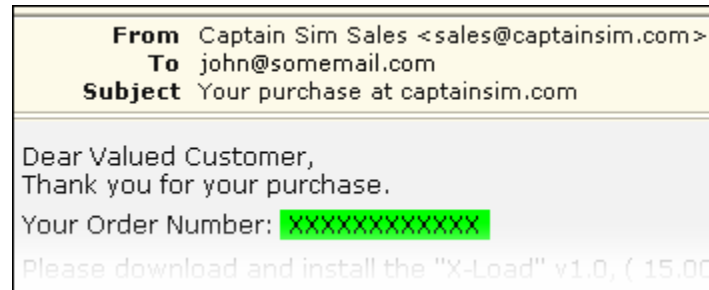 From Captain Sim Sales <sales@captainsim.com>
To john@somemail.com
Subject Your purchase at captainsim.com
Dear Valued Customer,
Thank you for your purchase.
Your Order Number: XXXXXXXXXXXX
Please download and install the "X-Load" v1.0, ( 15.00